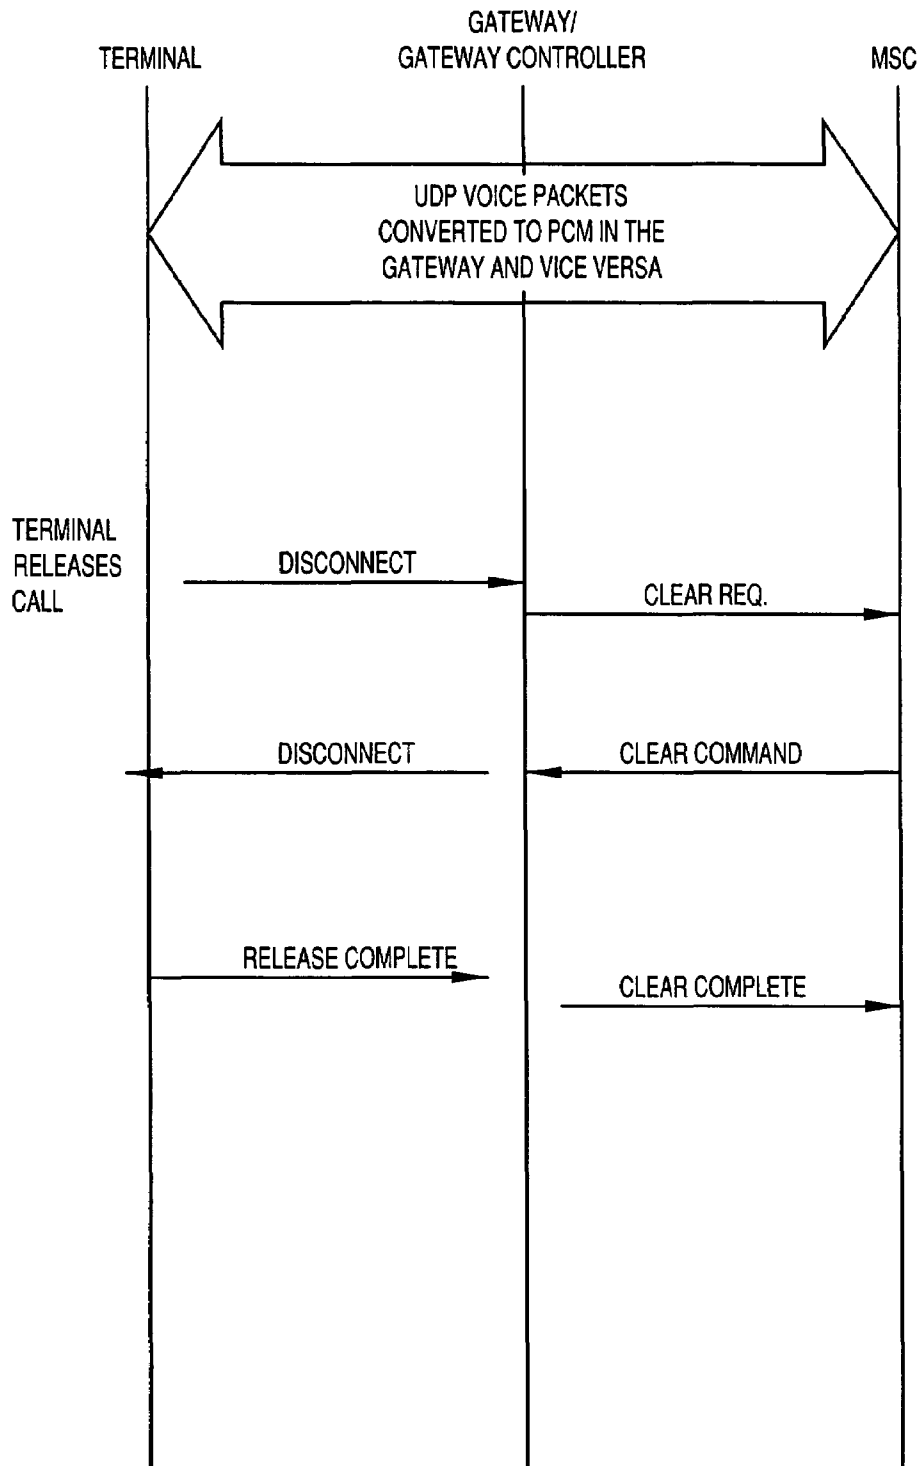 TERMINAL
GATEWAY/
GATEWAY CONTROLLER
MSC
UDP VOICE PACKETS
CONVERTED TO PCM IN THE
GATEWAY AND VICE VERSA
TERMINAL
RELEASES
CALL
DISCONNECT
CLEAR REQ.
DISCONNECT
CLEAR COMMAND
RELEASE COMPLETE
CLEAR COMPLETE